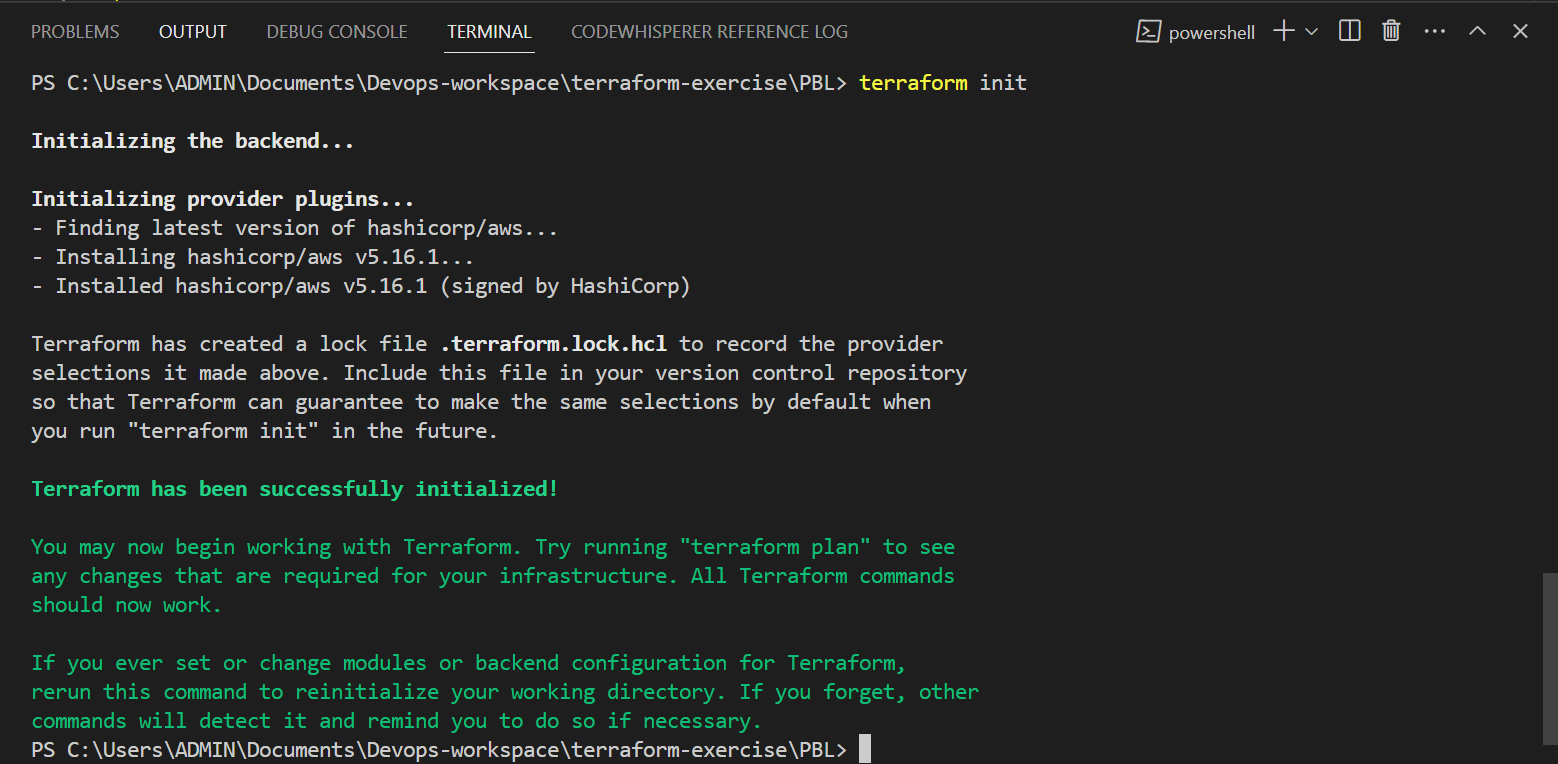 PROBLEMS OUTPUT DEBUG CONSOLE TERMINAL CODEWHISPERER REFERENCE LOG powershell
PS C:\Users\ADMIN\Documents\Devops-workspace\terraform-exercise\PBL> terraform init
Initializing the backend...
Initializing provider plugins...
- Finding latest version of hashicorp/aws...
- Installing hashicorp/aws v5.16.1...
- Installed hashicorp/aws v5.16.1 (signed by HashiCorp)
Terraform has created a lock file .terraform.lock.hcl to record the provider
selections it made above. Include this file in your version control repository
so that Terraform can guarantee to make the same selections by default when
you run "terraform init" in the future.
Terraform has been successfully initialized!
You may now begin working with Terraform. Try running "terraform plan" to see
any changes that are required for your infrastructure. All Terraform commands
should now work.
If you ever set or change modules or backend configuration for Terraform,
rerun this command to reinitialize your working directory. If you forget, other
commands will detect it and remind you to do so if necessary.
PS C:\Users\ADMIN\Documents\Devops-workspace\terraform-exercise\PBL>